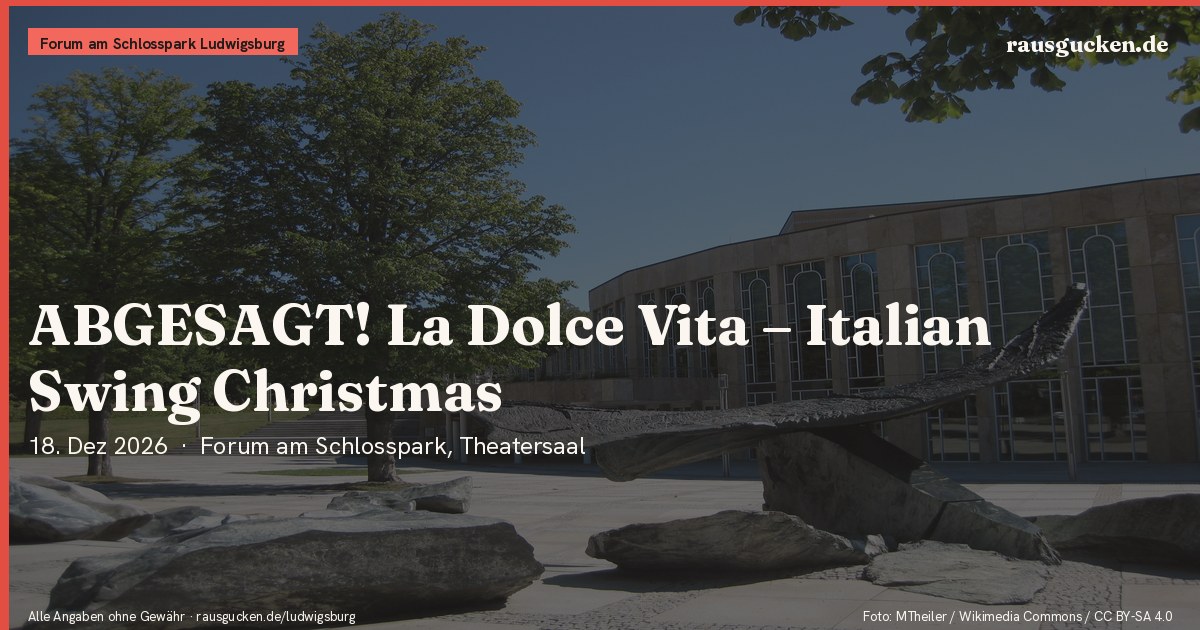 Forum am Schlosspark Ludwigsburg
rausgucken.de
ABGESAGT! La Dolce Vita – Italian
Swing Christmas
18. Dez 2026 · Forum am Schlosspark, Theatersaal
Alle Angaben ohne Gewähr · rausgucken.de/ludwigsburg
Foto: MTheiler / Wikimedia Commons / CC BY-SA 4.0